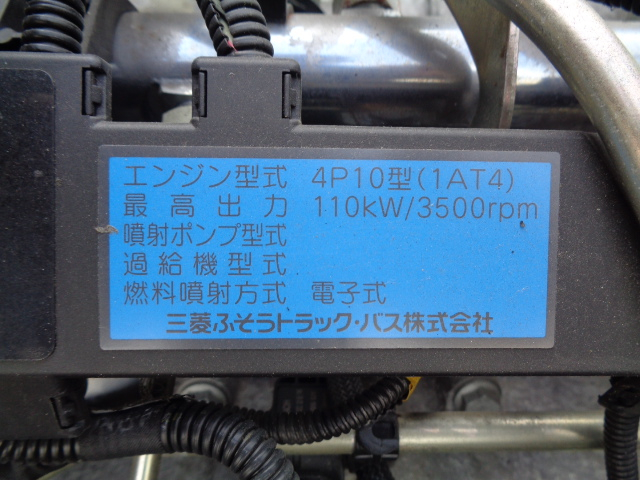 エンジン型式 4P10型(1AT4)
最高出力 110kW/3500rpm
噴射ポンプ型式
過給機型式
燃料噴射方式 電子式
三菱ふそうトラック・バス株式会社